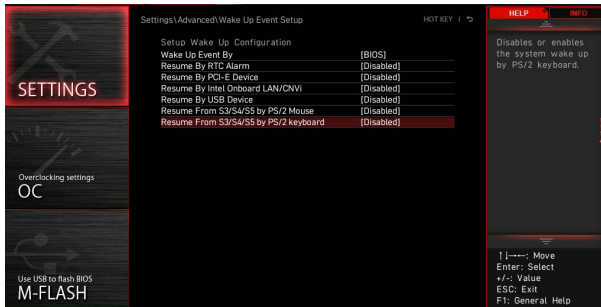 Settings\Advanced\Wake Up Event Setup
HOT KEY | ⮌
HELP
INFO
Setup Wake Up Configuration
Wake Up Event By [BIOS]
Resume By RTC Alarm [Disabled]
Resume By PCI-E Device [Disabled]
Resume By Intel Onboard LAN/CNVi [Disabled]
Resume By USB Device [Disabled]
Resume From S3/S4/S5 by PS/2 Mouse [Disabled]
Resume From S3/S4/S5 by PS/2 keyboard [Disabled]
SETTINGS
Overclocking settings
OC
Use USB to flash BIOS
M-FLASH
Disables or enables
the system wake up
by PS/2 keyboard.
↑↓→←: Move
Enter: Select
+/-: Value
ESC: Exit
F1: General Help